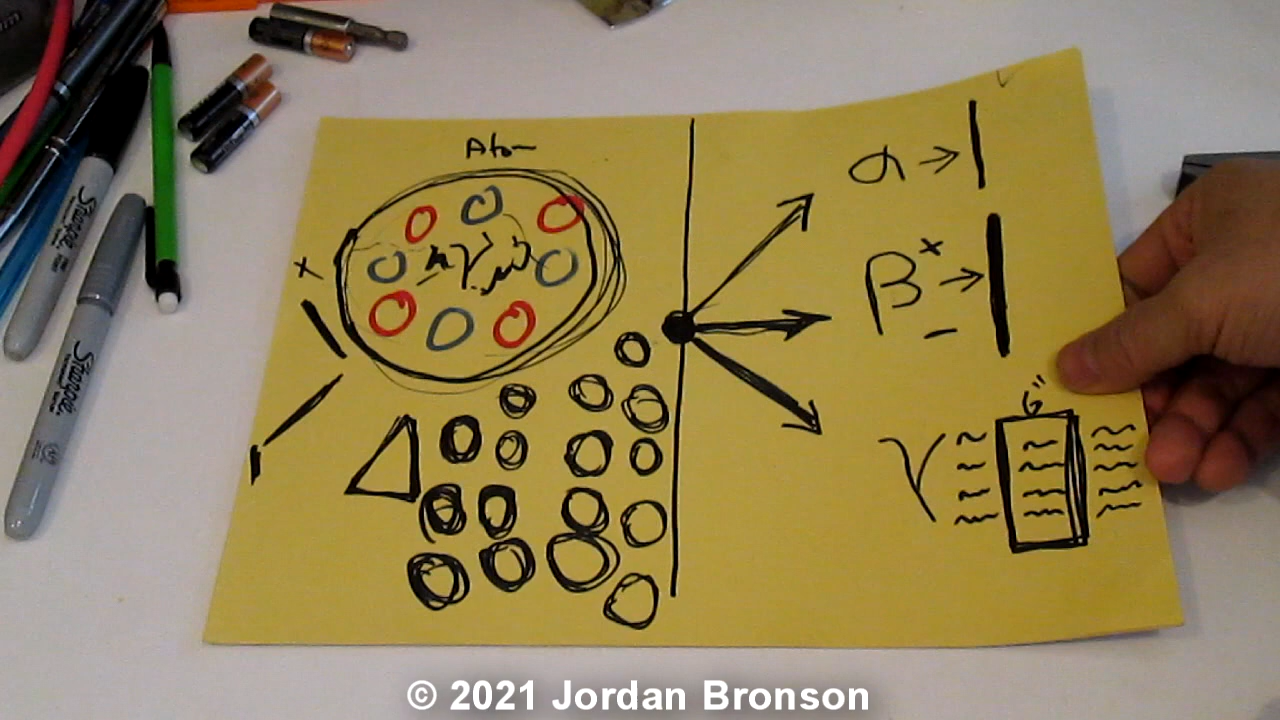 Atom
α →
β + →
-
6"
γ
Sharpie
Sharpie
© 2021 Jordan Bronson